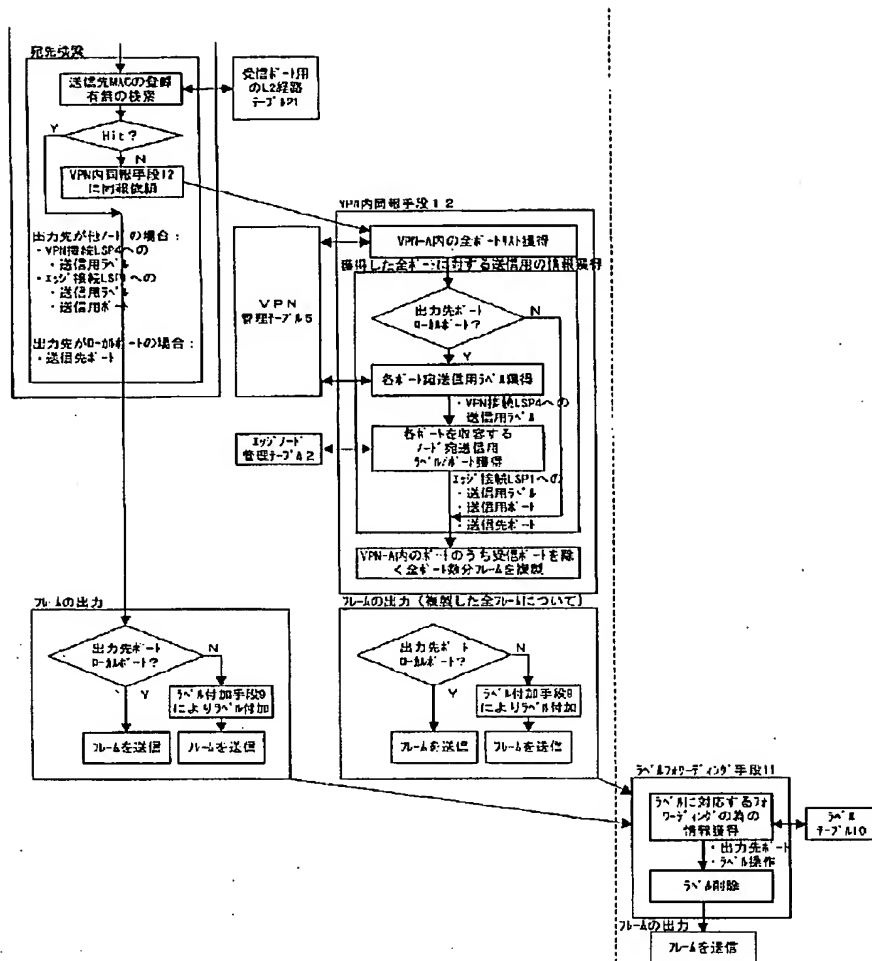 宛先検索
送信先MACの登録
有無の検索
受信ポート用
のL2経路
テーブル21
Hit?
Y
N
VPN内同報手段12
に同報依頼
出力先が他ノードの場合：
・VPN接続LSP4への
・送信用ラベル
・エッジ接続LSP1への
・送信用ラベル
・送信用ポート
出力先がローカルポートの場合：
・送信先ポート
VPN内同報手段12
VPN-A内の全ポートリスト獲得
獲得した全ポートに対する送信用の情報獲得
VPN
管理テーブル5
出力先ポート
ローカルポート？
N
Y
各ポート宛送信用ラベル獲得
・VPN接続LSP4への
送信用ラベル
エッジノード
管理テーブル2
各ポートを収容する
ノード宛送信用
ラベル/ポート獲得
エッジ接続LSP1への
・送信用ラベル
・送信用ポート
・送信先ポート
VPN-A内のポートのうち受信ポートを除
く全ポート数分フレームを複製
フレームの出力
出力先ポート
ローカルポート？
N
Y
ラベル付加手段9
によりラベル付加
フレームを送信
フレームを送信
フレームの出力（複製した全フレームについて）
出力先ポート
ローカルポート？
N
Y
ラベル付加手段9
によりラベル付加
フレームを送信
フレームを送信
ラベルフォワーディング手段11
ラベルに対応するフォ
ワーディングの為の
情報獲得
ラベル
テーブル10
・出力先ポート
・ラベル操作
ラベル削除
フレームの出力
フレームを送信